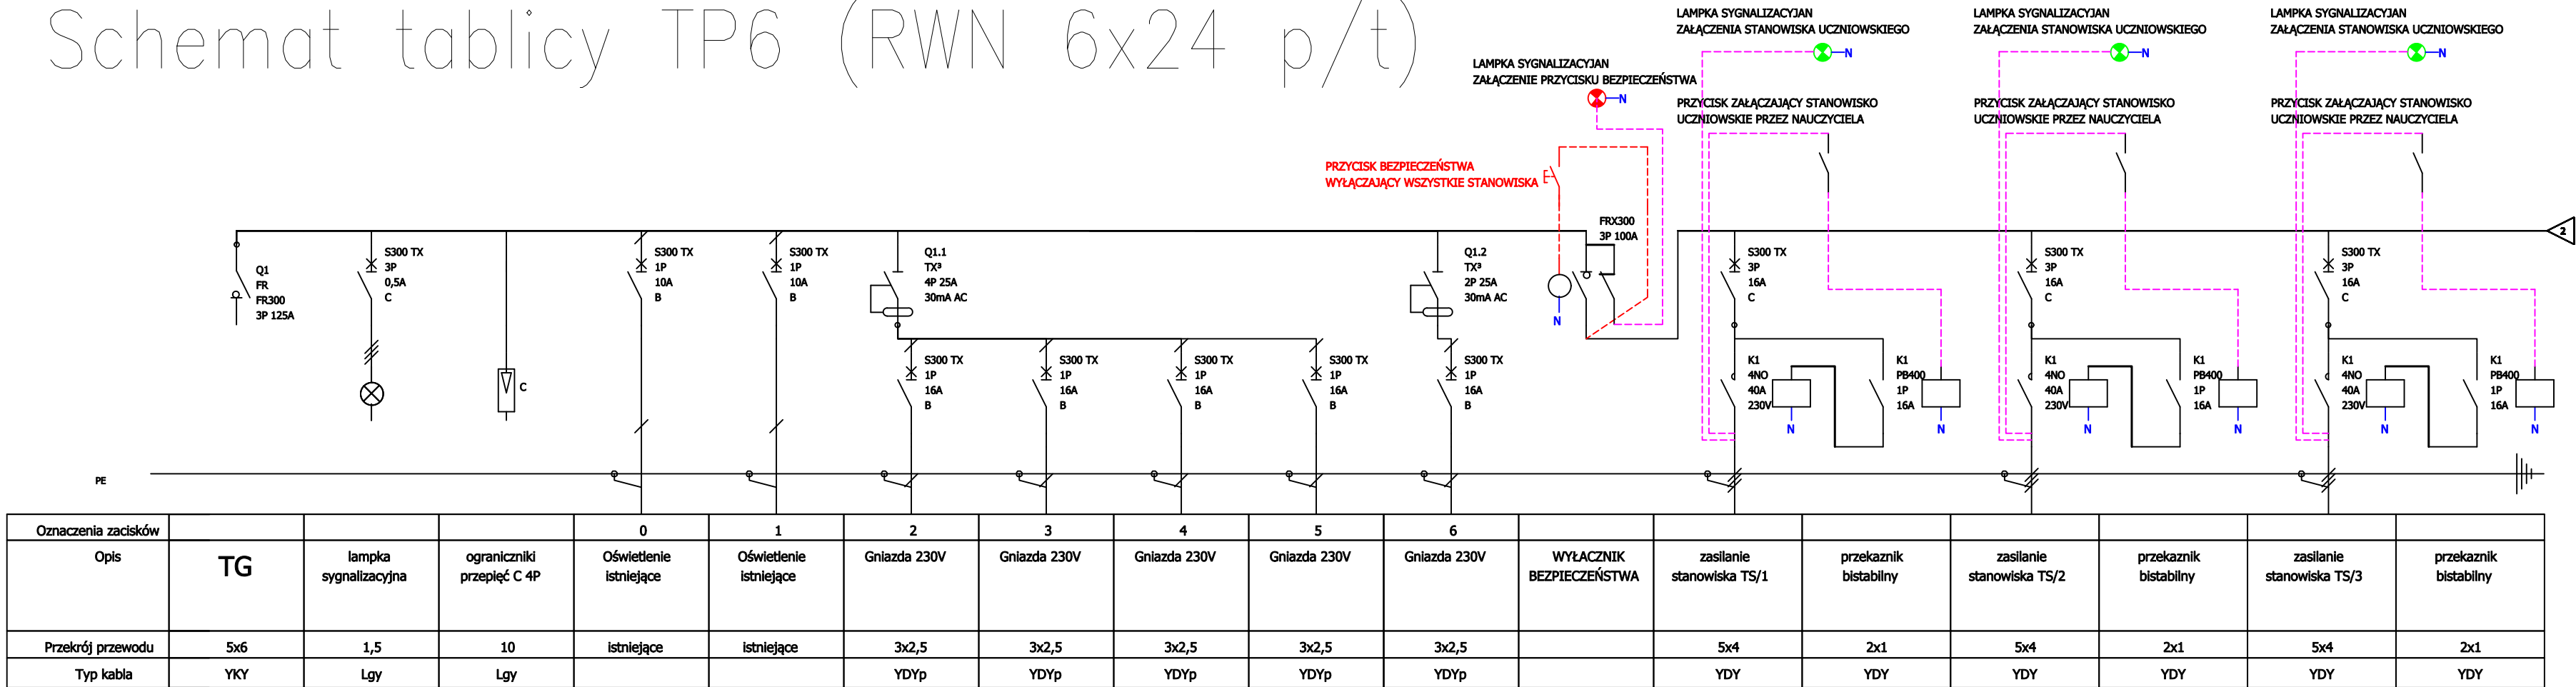 Schemat tablicy TP6 (RWN 6x24 p/t)
LAMPKA SYGNALIZACYJAN
ZAŁĄCZENIE PRZYCISKU BEZPIECZEŃSTWA
N
LAMPKA SYGNALIZACYJAN
ZAŁĄCZENIA STANOWISKA UCZNIOWSKIEGO
N
LAMPKA SYGNALIZACYJAN
ZAŁĄCZENIA STANOWISKA UCZNIOWSKIEGO
N
LAMPKA SYGNALIZACYJAN
ZAŁĄCZENIA STANOWISKA UCZNIOWSKIEGO
N
PRZYCISK ZAŁĄCZAJĄCY STANOWISKO
UCZNIOWSKIE PRZEZ NAUCZYCIELA
PRZYCISK ZAŁĄCZAJĄCY STANOWISKO
UCZNIOWSKIE PRZEZ NAUCZYCIELA
PRZYCISK ZAŁĄCZAJĄCY STANOWISKO
UCZNIOWSKIE PRZEZ NAUCZYCIELA
PRZYCISK BEZPIECZEŃSTWA
WYŁĄCZAJĄCY WSZYSTKIE STANOWISKA
Q1
FR
FR300
3P 125A
S300 TX
3P
0,5A
C
C
S300 TX
1P
10A
B
S300 TX
1P
10A
B
Q1.1
TX³
4P 25A
30mA AC
Q1.2
TX³
2P 25A
30mA AC
N
FRX300
3P 100A
S300 TX
3P
16A
C
S300 TX
3P
16A
C
S300 TX
3P
16A
C
2
S300 TX
1P
16A
B
S300 TX
1P
16A
B
S300 TX
1P
16A
B
S300 TX
1P
16A
B
S300 TX
1P
16A
B
K1
4NO
40A
230V
N
K1
PB400
1P
16A
N
K1
4NO
40A
230V
N
K1
PB400
1P
16A
N
K1
4NO
40A
230V
N
K1
PB400
1P
16A
N
PE
Oznaczenia zacisków 0 1 2 3 4 5 6
Opis TG lampka ograniczniki Oświetlenie Oświetlenie Gniazda 230V Gniazda 230V Gniazda 230V Gniazda 230V Gniazda 230V WYŁACZNIK zasilanie przekaznik zasilanie przekaznik zasilanie przekaznik
sygnalizacyjna przepięć C 4P istniejące istniejące BEZPIECZEŃSTWA stanowiska TS/1 bistabilny stanowiska TS/2 bistabilny stanowiska TS/3 bistabilny
Przekrój przewodu 5x6 1,5 10 istniejące istniejące 3x2,5 3x2,5 3x2,5 3x2,5 3x2,5 5x4 2x1 5x4 2x1 5x4 2x1
Typ kabla YKY Lgy Lgy YDYp YDYp YDYp YDYp YDYp YDY YDY YDY YDY YDY YDY